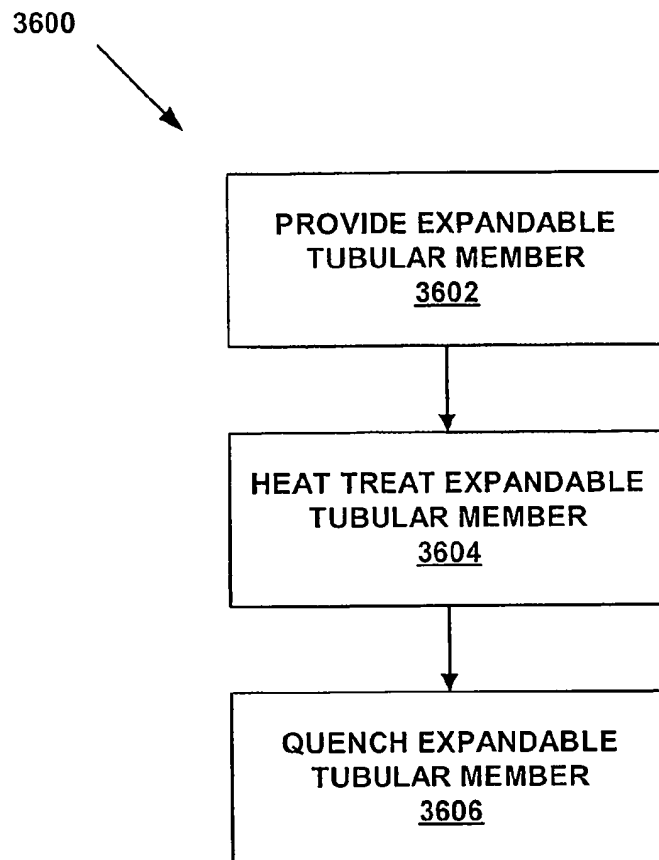 3600
PROVIDE EXPANDABLE
TUBULAR MEMBER
3602
HEAT TREAT EXPANDABLE
TUBULAR MEMBER
3604
QUENCH EXPANDABLE
TUBULAR MEMBER
3606